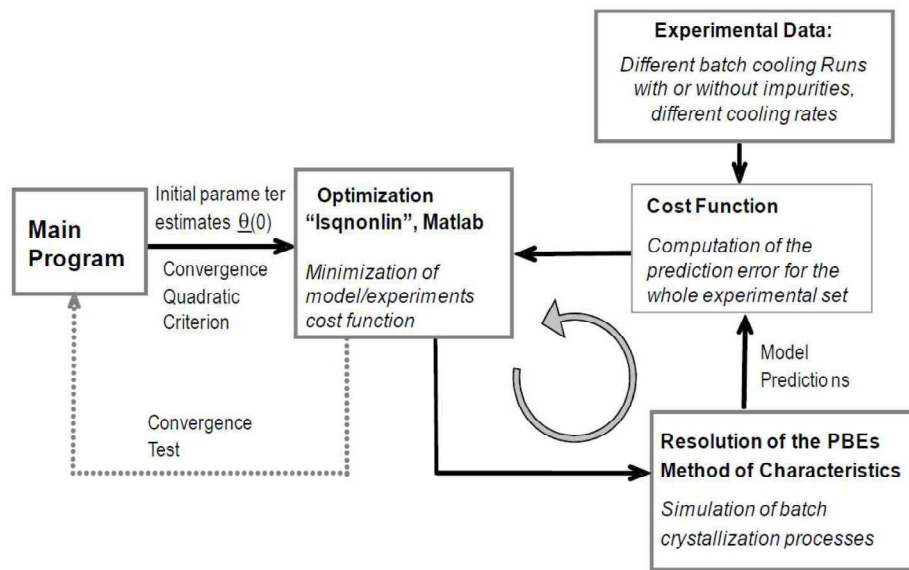 Experimental Data:
Different batch cooling Runs
with or without impurities,
different cooling rates
Main
Program
Initial parame ter
estimates θ(0)
Convergence
Quadratic
Criterion
Optimization
“lsqnonlin”, Matlab
Minimization of
model/experiments
cost function
Cost Function
Computation of the
prediction error for the
whole experimental set
Model
Predictions
Convergence
Test
Resolution of the PBEs
Method of Characteristics
Simulation of batch
crystallization processes